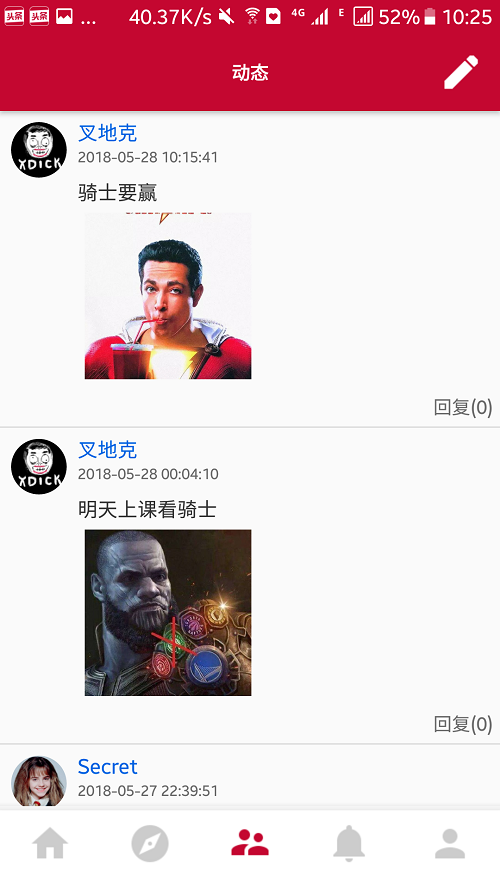 头条 头条 ... 40.37K/s 4G E 52% 10:25
动态
XDICK
叉地克
2018-05-28 10:15:41
骑士要赢
回复(0)
XDICK
叉地克
2018-05-28 00:04:10
明天上课看骑士
回复(0)
Secret
2018-05-27 22:39:51